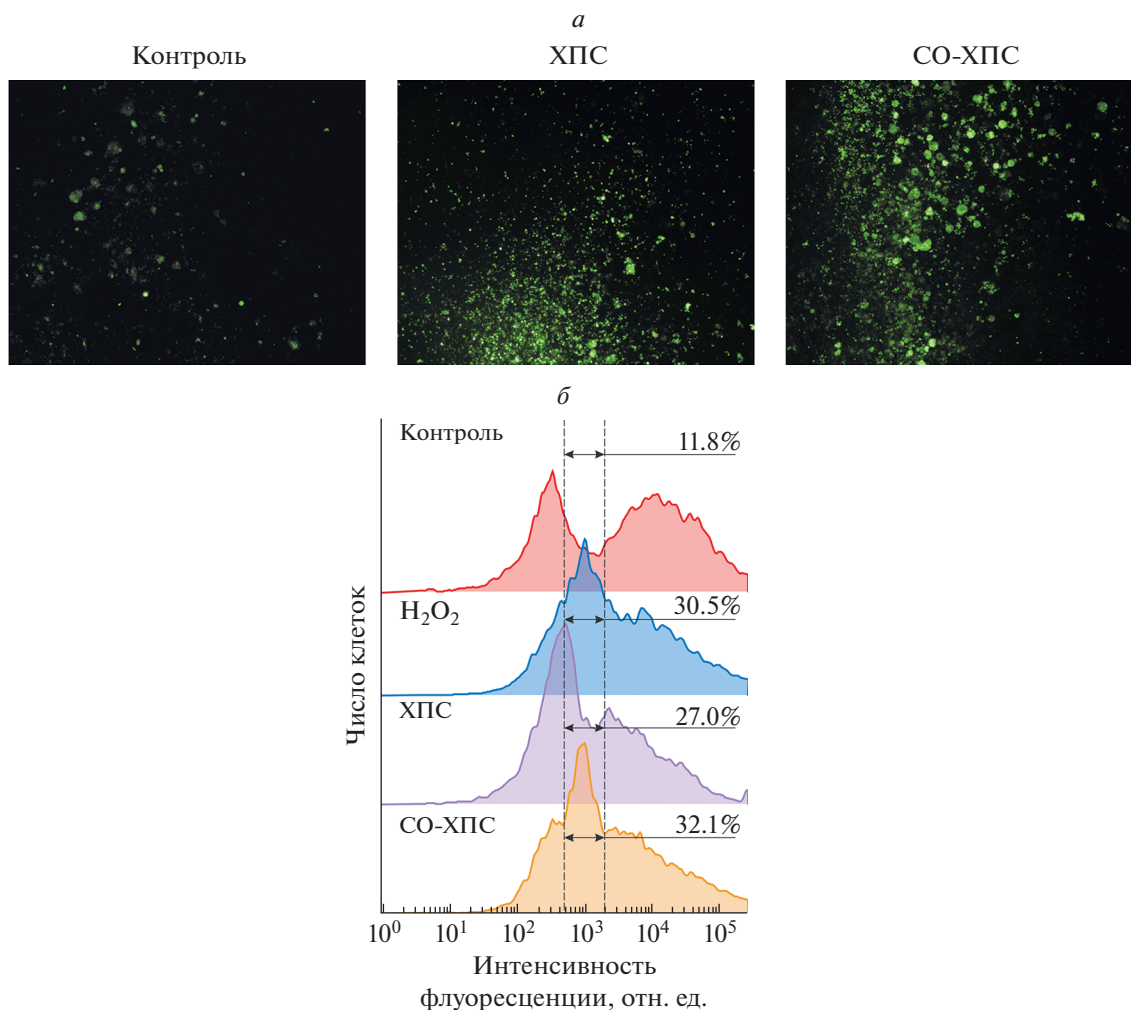 а
Контроль
ХПС
СО-ХПС
б
Контроль
11.8%
H2O2
30.5%
ХПС
27.0%
СО-ХПС
32.1%
Число клеток
10^0 10^1 10^2 10^3 10^4 10^5
Интенсивность
флуоресценции, отн. ед.